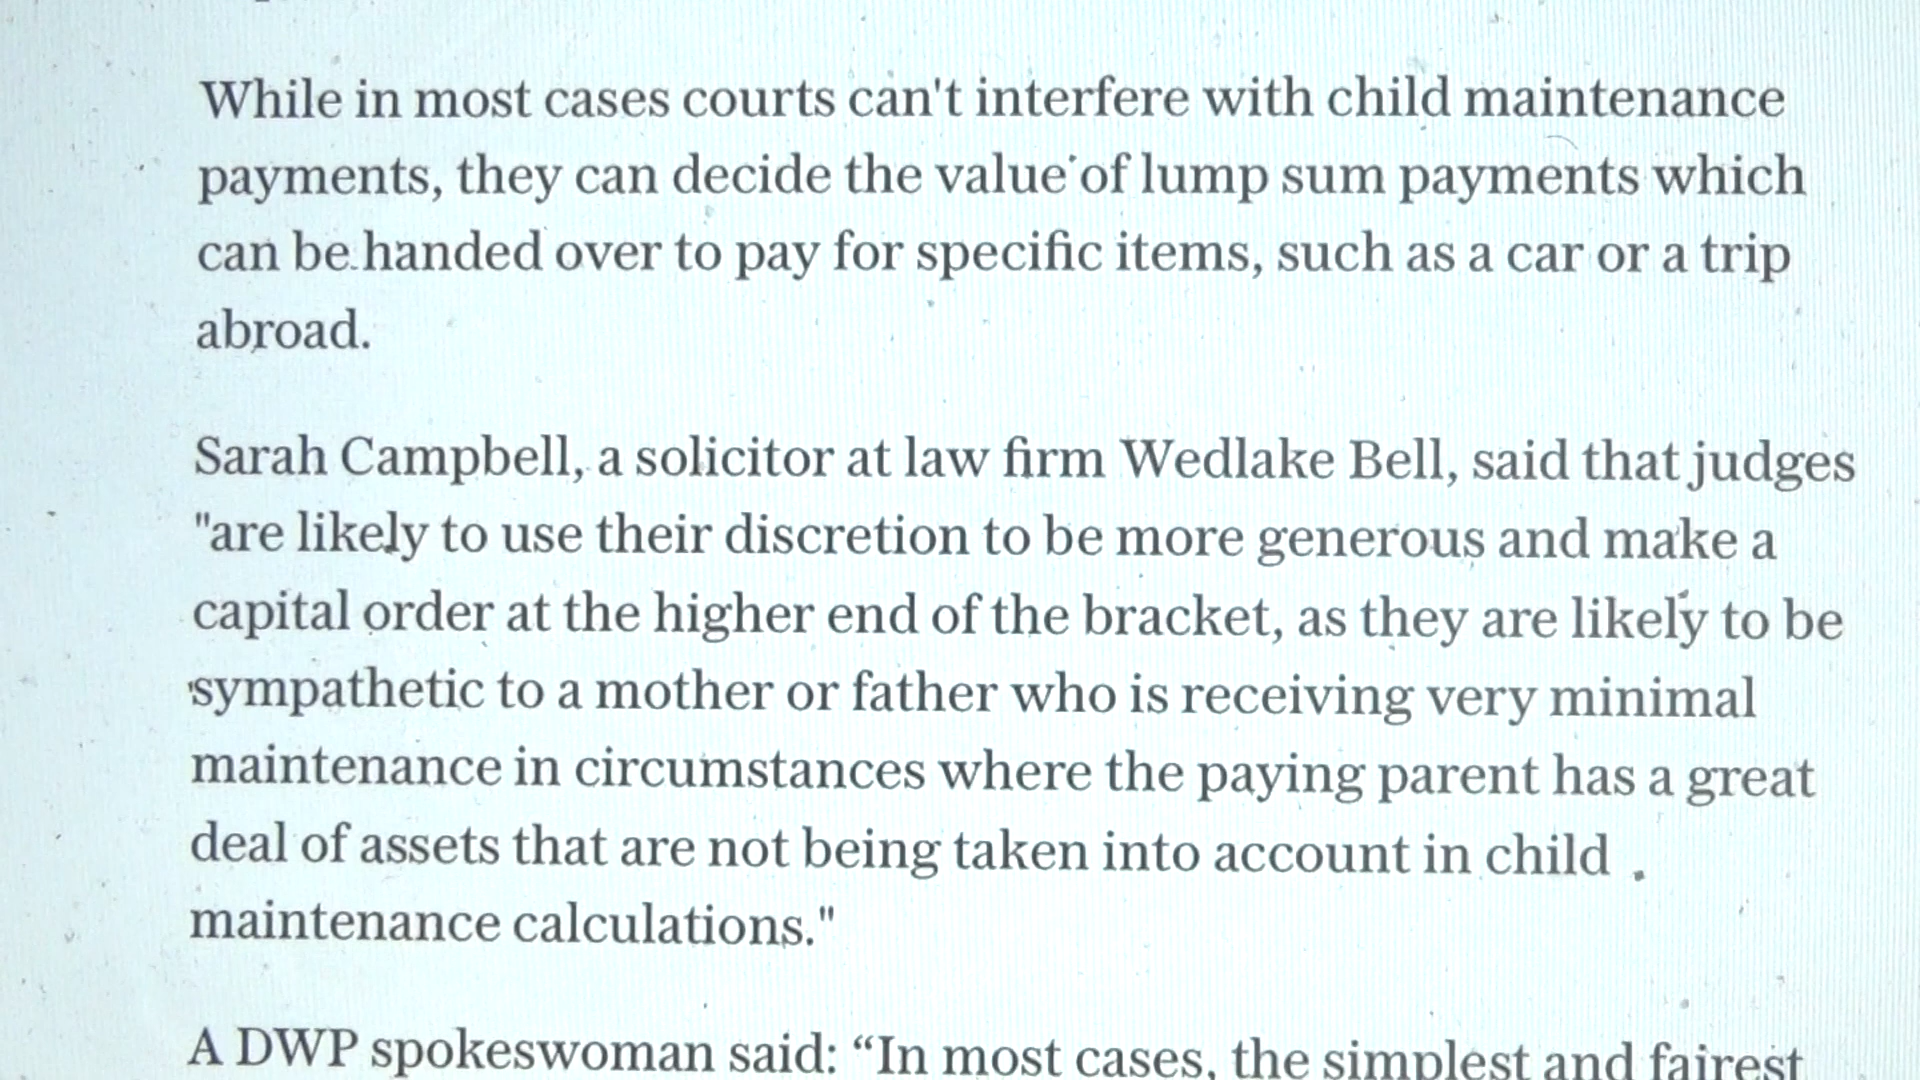 While in most cases courts can't interfere with child maintenance
payments, they can decide the value of lump sum payments which
can be handed over to pay for specific items, such as a car or a trip
abroad.
Sarah Campbell, a solicitor at law firm Wedlake Bell, said that judges
"are likely to use their discretion to be more generous and make a
capital order at the higher end of the bracket, as they are likely to be
sympathetic to a mother or father who is receiving very minimal
maintenance in circumstances where the paying parent has a great
deal of assets that are not being taken into account in child
maintenance calculations."
A DWP spokeswoman said: “In most cases, the simplest and fairest